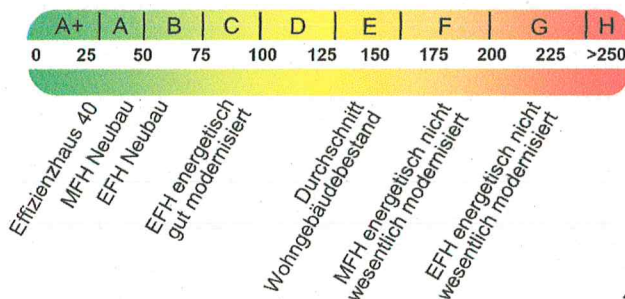 A+ A B C D E F G H
0 25 50 75 100 125 150 175 200 225 >250
Effizienzhaus 40
MFH Neubau
EFH Neubau
EFH energetisch
gut modernisiert
Durchschnitt
Wohngebäudebestand
MFH energetisch nicht
wesentlich modernisiert
EFH energetisch nicht
wesentlich modernisiert